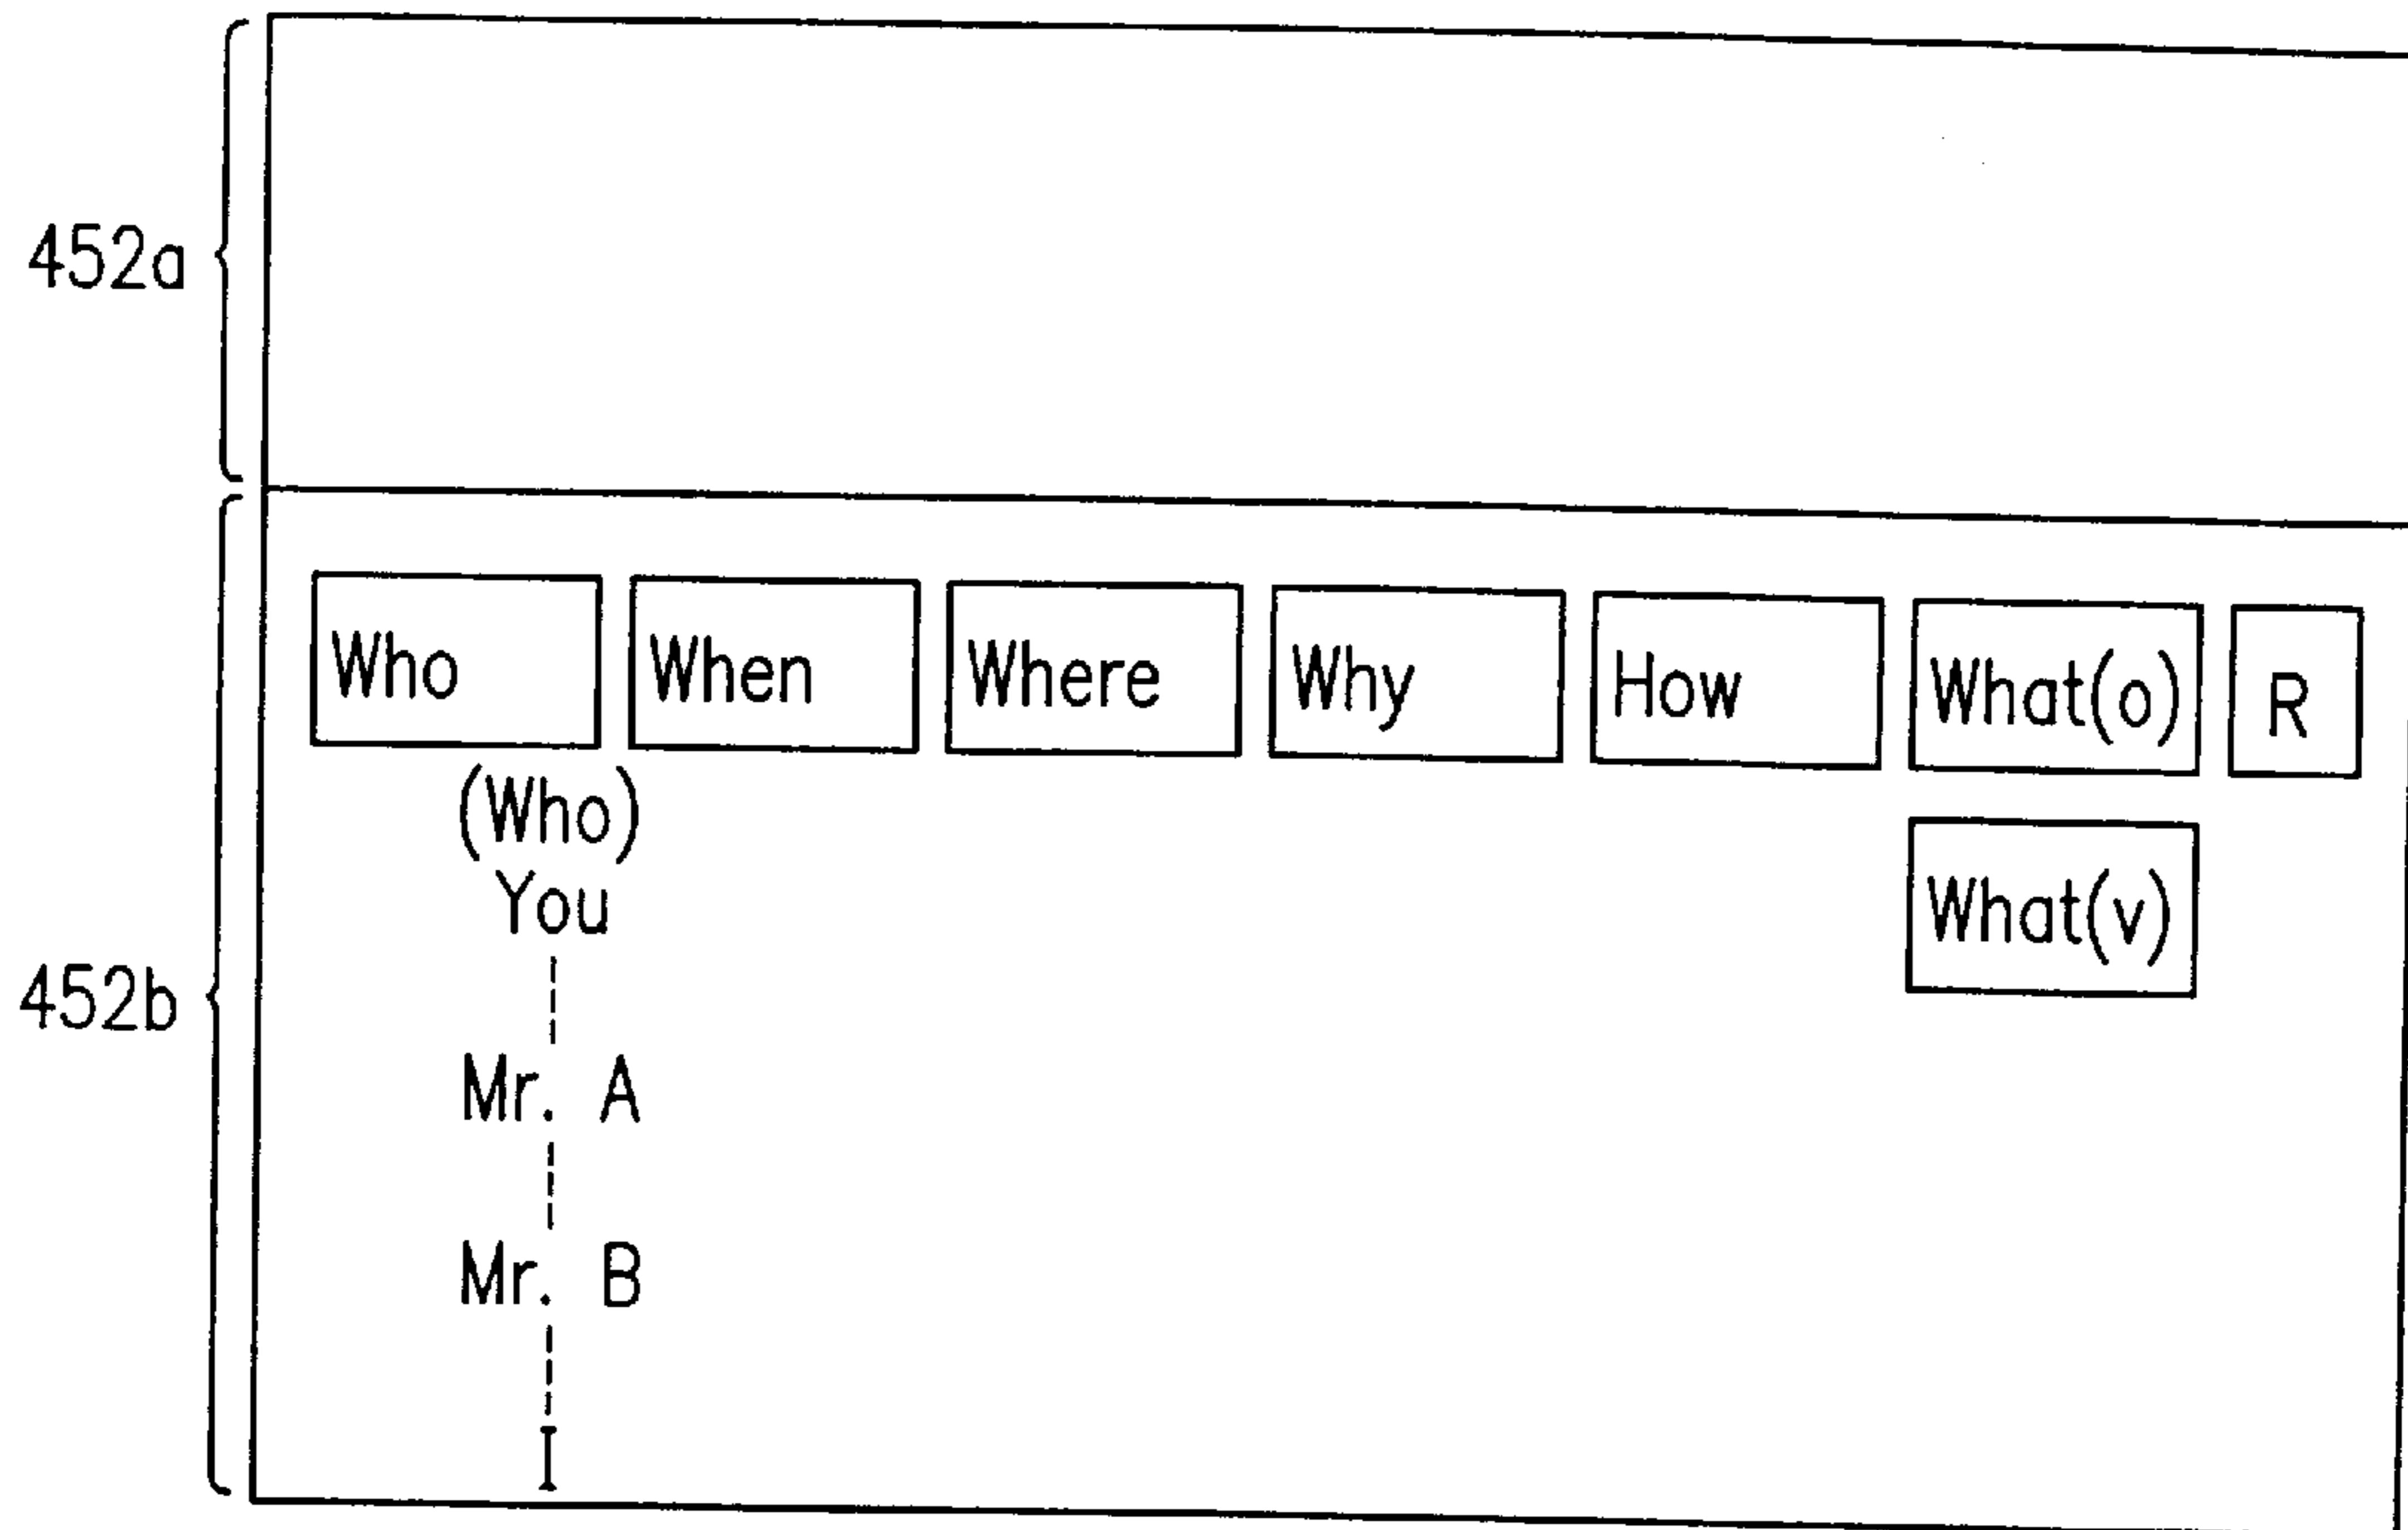 452a
Who When Where Why How What(o) R
(Who)
What(v)
You
452b
Mr. A
Mr. B
I